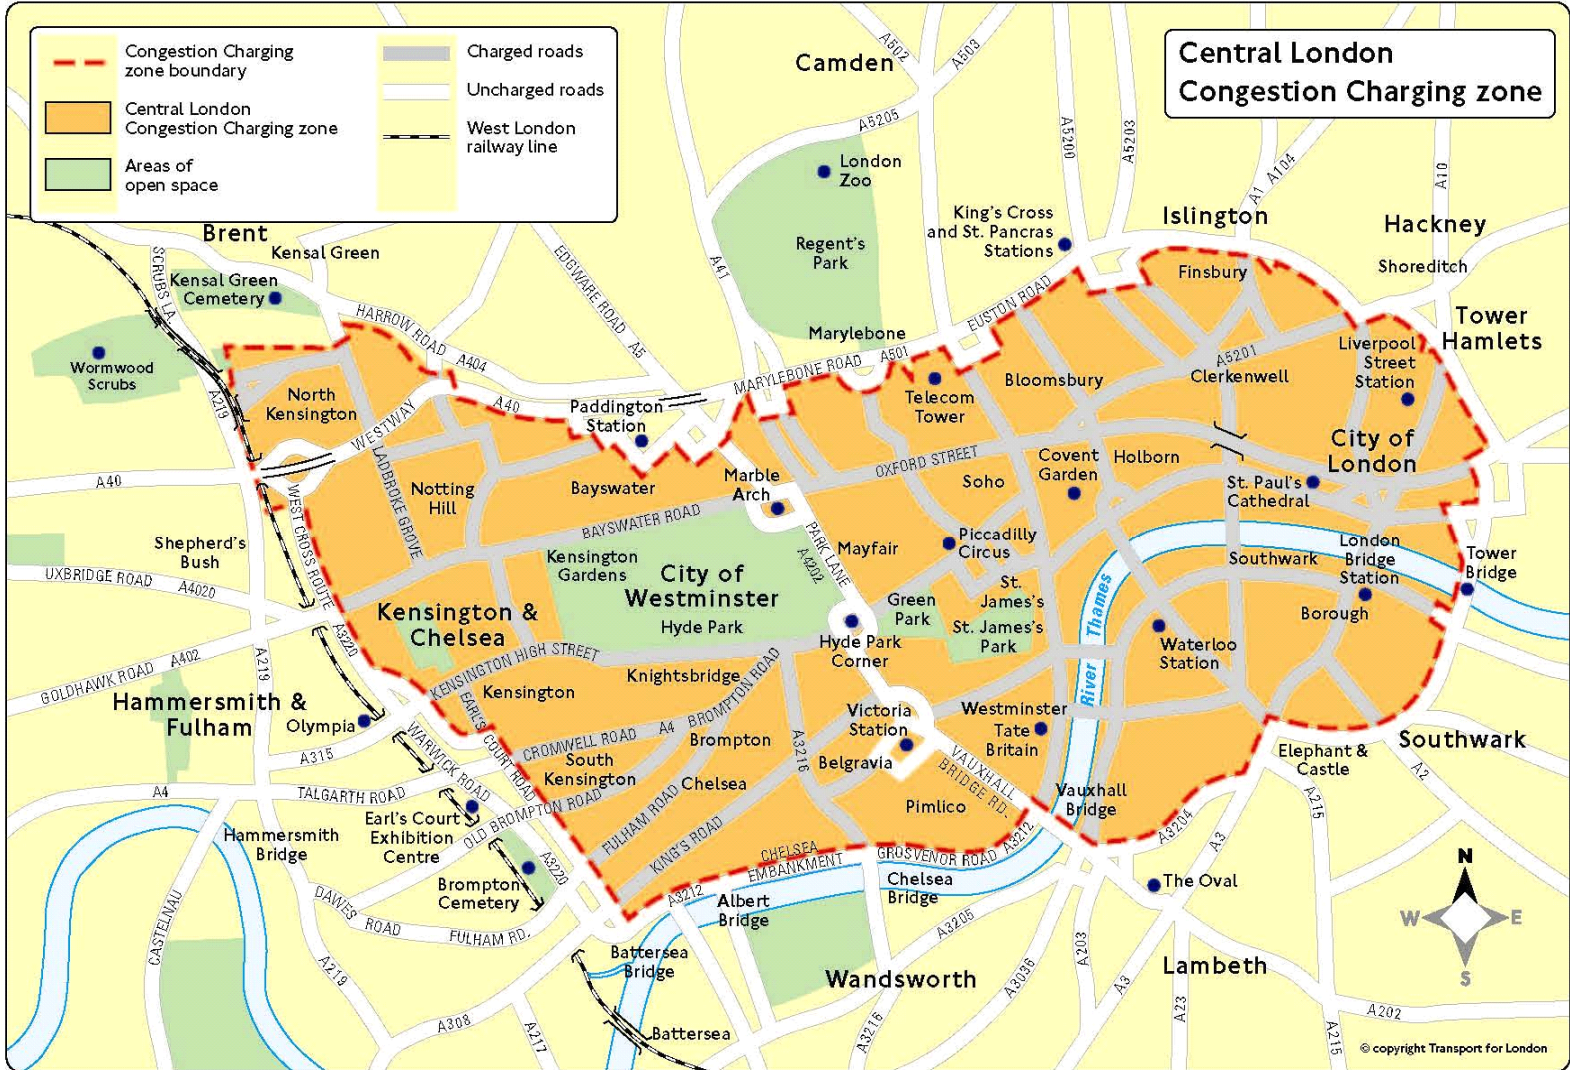 Congestion Charging
zone boundary
Central London
Congestion Charging zone
Areas of
open space
Charged roads
Uncharged roads
West London
railway line
Central London
Congestion Charging zone
Camden
A502
A503
A5205
London
Zoo
A5200
A5203
A1
A104
A10
Brent
Kensal Green
SCRUBS LA.
Kensal Green
Cemetery
EDGWARE ROAD
A5
A41
Regent's
Park
King's Cross
and St. Pancras
Stations
Islington
Hackney
Shoreditch
Finsbury
HARROW ROAD
A404
Marylebone
EUSTON ROAD
Tower
Hamlets
Wormwood
Scrubs
A219
North
Kensington
WESTWAY
A40
Paddington
Station
MARYLEBONE ROAD
A501
Telecom
Tower
Bloomsbury
A5201
Clerkenwell
Liverpool
Street
Station
City of
London
A40
LADBROKE GROVE
Notting
Hill
Bayswater
Marble
Arch
OXFORD STREET
Soho
Covent
Garden
Holborn
St. Paul's
Cathedral
WEST CROSS ROUTE
BAYSWATER ROAD
PARK LANE
A4202
Mayfair
Piccadilly
Circus
Southwark
London
Bridge
Station
Tower
Bridge
Shepherd's
Bush
UXBRIDGE ROAD
A4020
Kensington
Gardens
City of
Westminster
Hyde Park
Kensington &
Chelsea
Green
Park
St.
James's
St. James's
Park
River Thames
Borough
A3220
A402
GOLDHAWK ROAD
A219
KENSINGTON HIGH STREET
Knightsbridge
Hyde Park
Corner
Waterloo
Station
Hammersmith &
Fulham
Olympia
Kensington
EARL'S COURT ROAD
BROMPTON ROAD
Victoria
Station
Westminster
Tate
Britain
Elephant &
Castle
Southwark
A315
WARWICK ROAD
CROMWELL ROAD
A4
Brompton
A3216
Belgravia
VAUXHALL
BRIDGE RD.
A2
A4
TALGARTH ROAD
South
Kensington
Chelsea
Pimlico
Vauxhall
Bridge
A215
Hammersmith
Bridge
Earl's Court
Exhibition
Centre
OLD BROMPTON ROAD
FULHAM ROAD
KING'S ROAD
CHELSEA
EMBANKMENT
GROSVENOR ROAD
A3212
A3204
A3
A3220
Brompton
Cemetery
A3212
Albert
Bridge
Chelsea
Bridge
The Oval
N
W
E
S
CASTELNAU
DAWES ROAD
FULHAM RD.
A3205
A203
A219
Battersea
Bridge
Wandsworth
A3036
Lambeth
A3
A23
A202
A308
A217
Battersea
A3216
A215
© copyright Transport for London